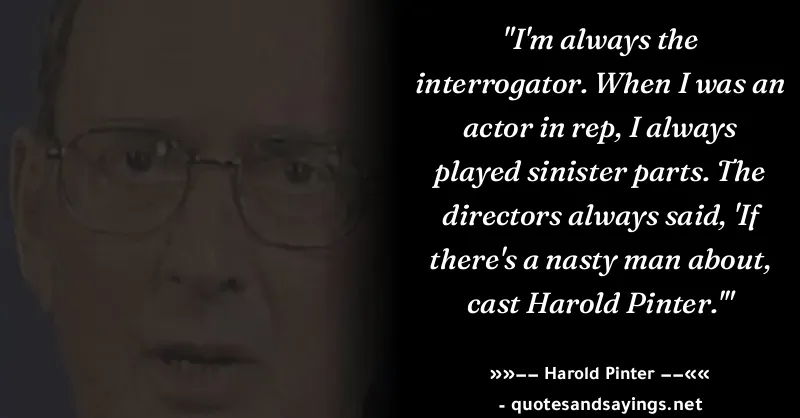 "I'm always the
interrogator. When I was an
actor in rep, I always
played sinister parts. The
directors always said, 'If
there's a nasty man about,
cast Harold Pinter.'"
»»–– Harold Pinter ––««
- quotesandsayings.net